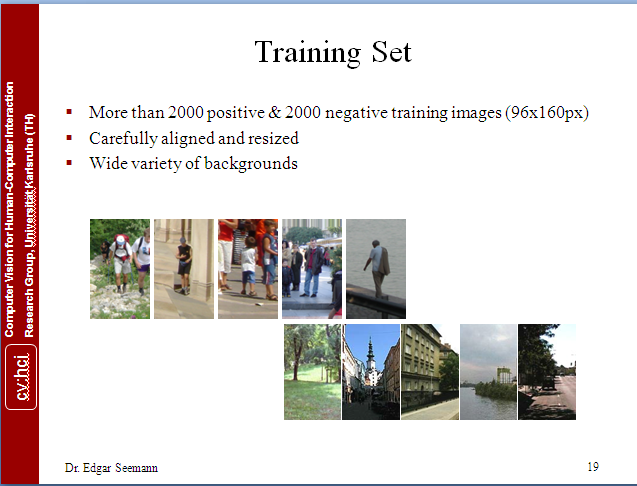 Training Set
More than 2000 positive & 2000 negative training images (96x160px)
Carefully aligned and resized
Wide variety of backgrounds
Computer Vision for Human-Computer Interaction
Research Group, Universität Karlsruhe (TH)
cv:hci
Dr. Edgar Seemann
19